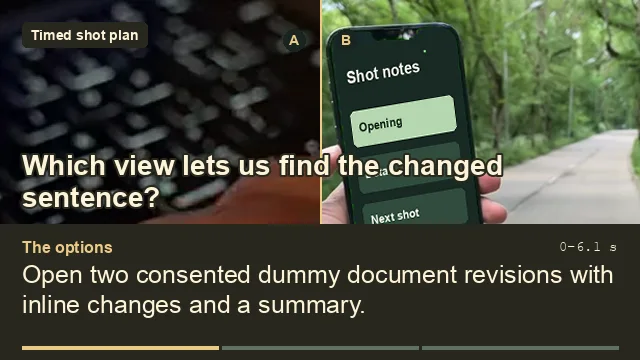 Timed shot plan
A
B
Shot notes
Opening
Which view lets us find the changed
sentence?
Next shot
The options
0–6.1 s
Open two consented dummy document revisions with
inline changes and a summary.